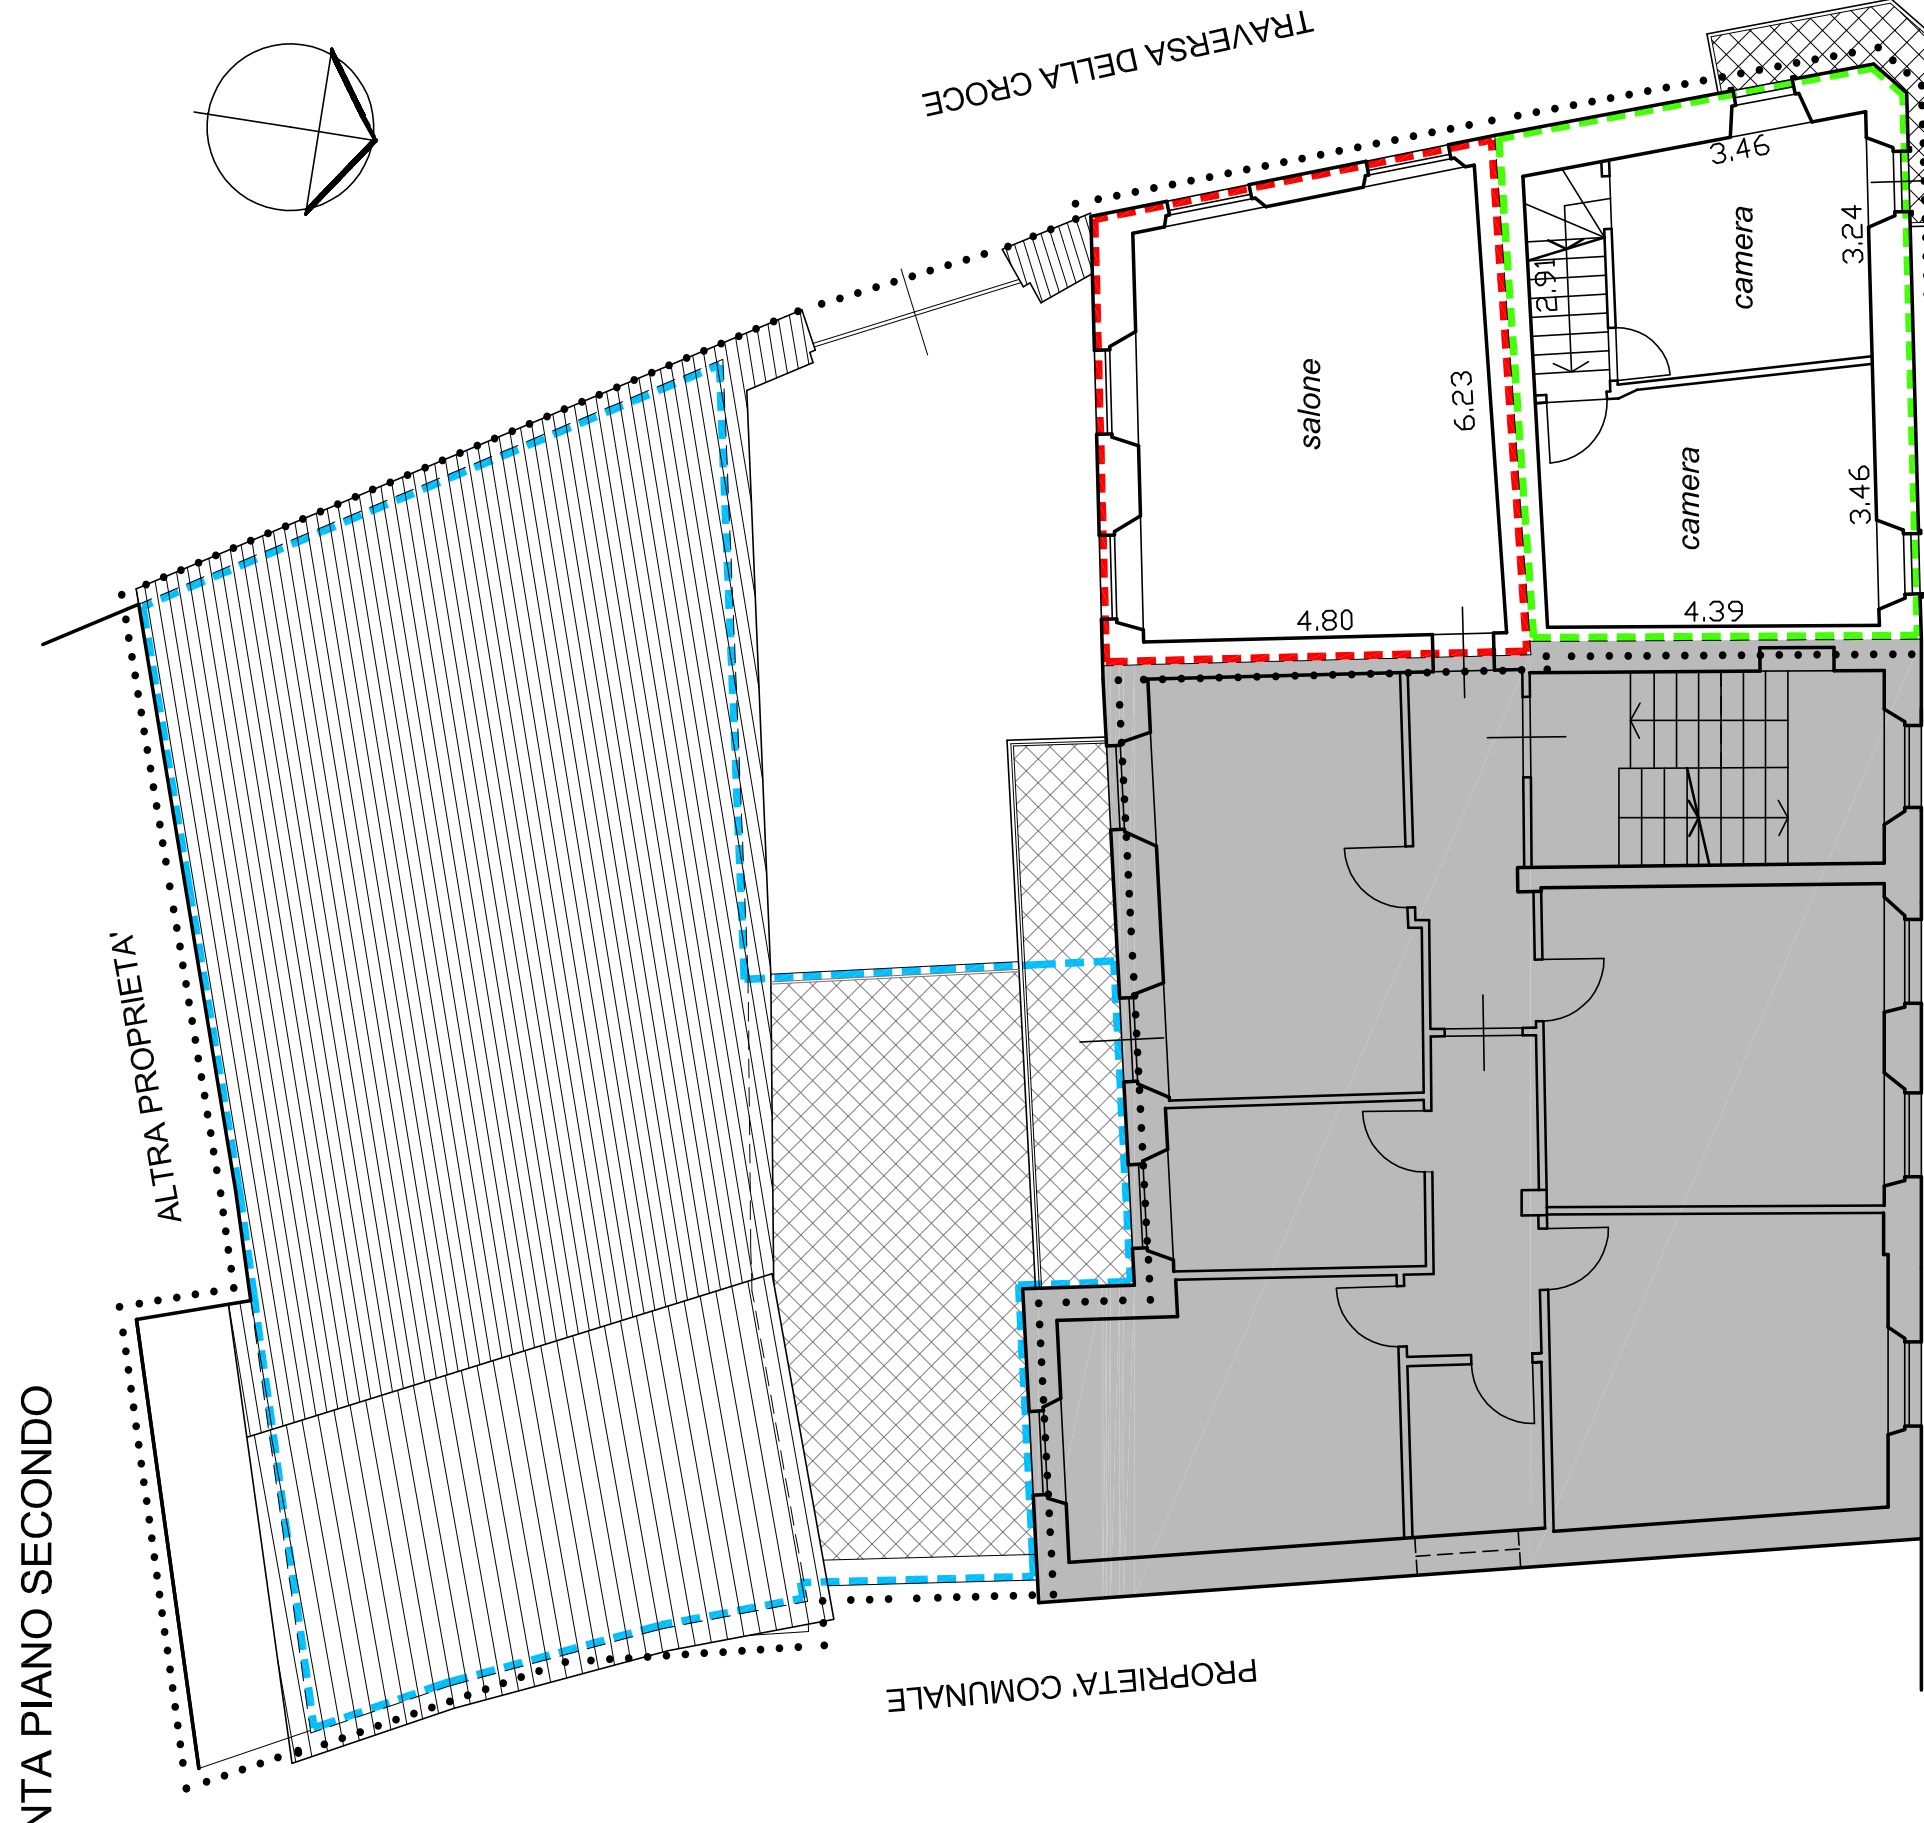 TRAVERSA DELLA CROCE
3.46
camera
3.24
2.91
salone
6.23
camera
3.46
4.80
4.39
ALTRA PROPRIETA'
PROPRIETA' COMUNALE
NTA PIANO SECONDO